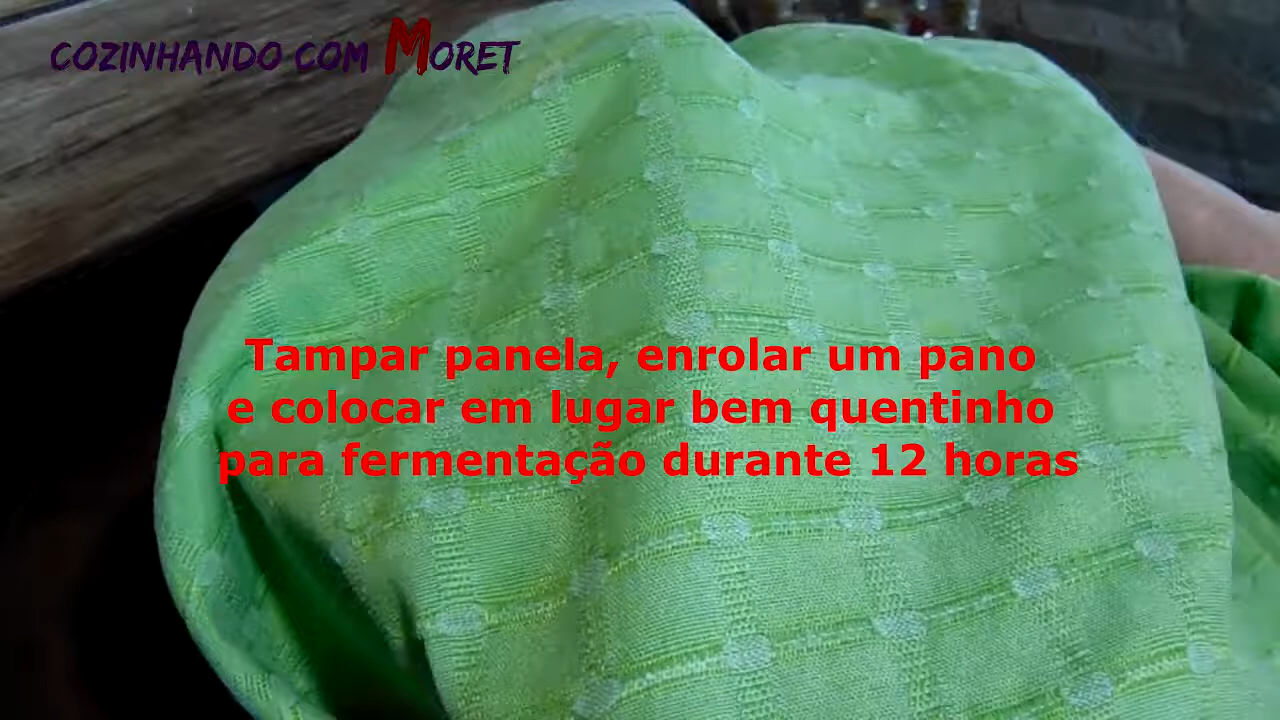 COZINHANDO COM MORET
Tampar panela, enrolar um pano
e colocar em lugar bem quentinho
para fermentação durante 12 horas